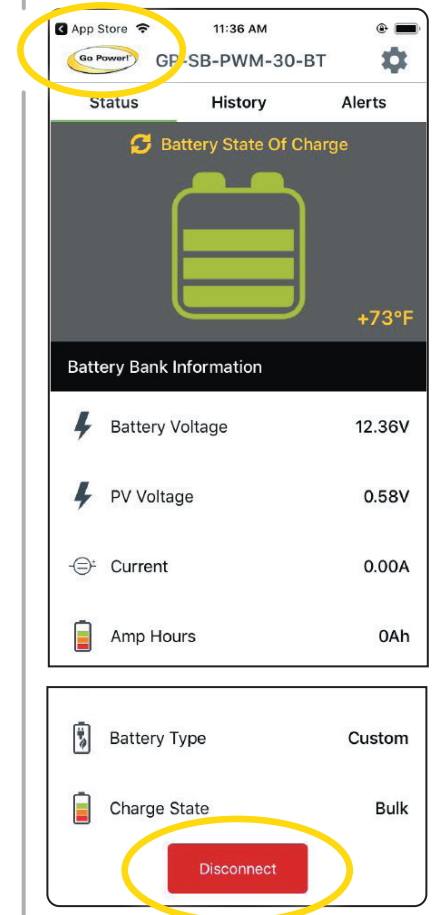 App Store 11:36 AM
Go Power! GP-SB-PWM-30-BT
Status History Alerts
Battery State Of Charge
+73°F
Battery Bank Information
Battery Voltage 12.36V
PV Voltage 0.58V
Current 0.00A
Amp Hours 0Ah
Battery Type Custom
Charge State Bulk
Disconnect